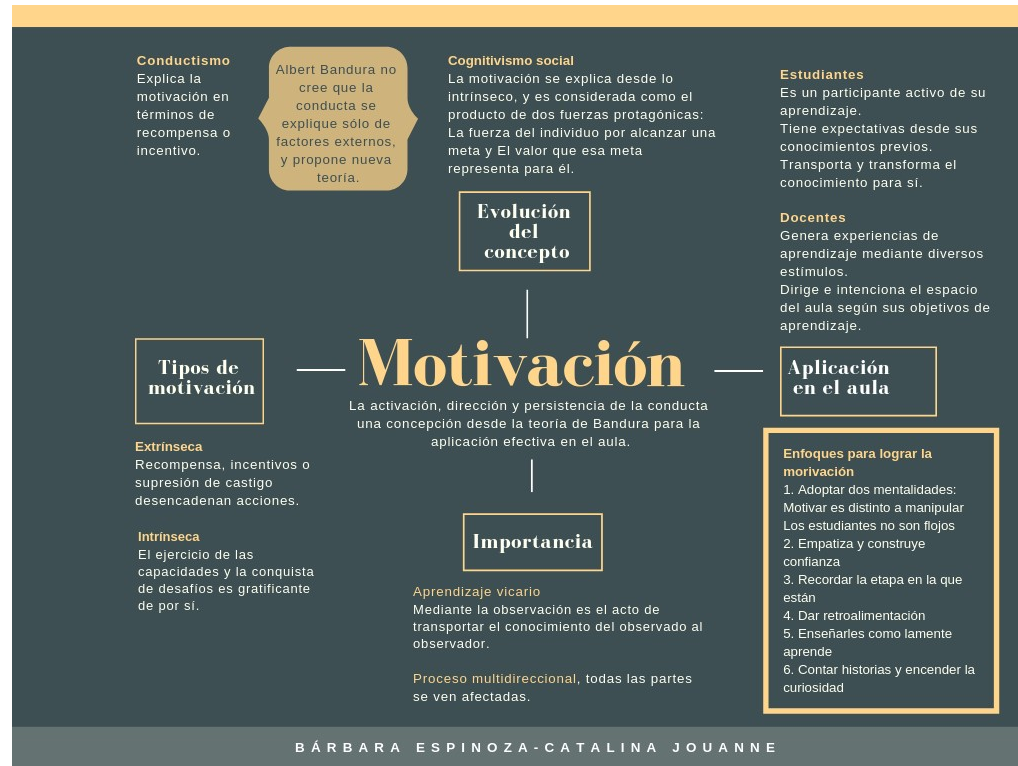 Conductismo
Explica la
motivación en
términos de
recompensa o
incentivo.
Albert Bandura no
cree que la
conducta se
explique sólo de
factores externos,
y propone nueva
teoría.
Cognitivismo social
La motivación se explica desde lo
intrínseco, y es considerada como el
producto de dos fuerzas protagónicas:
La fuerza del individuo por alcanzar una
meta y El valor que esa meta
representa para él.
Estudiantes
Es un participante activo de su
aprendizaje.
Tiene expectativas desde sus
conocimientos previos.
Transporta y transforma el
conocimiento para sí.
Docentes
Genera experiencias de
aprendizaje mediante diversos
estímulos.
Dirige e intenciona el espacio
del aula según sus objetivos de
aprendizaje.
Evolución
del
concepto
Tipos de
motivación
Motivación
La activación, dirección y persistencia de la conducta
una concepción desde la teoría de Bandura para la
aplicación efectiva en el aula.
Aplicación
en el aula
Extrínseca
Recompensa, incentivos o
supresión de castigo
desencadenan acciones.
Intrínseca
El ejercicio de las
capacidades y la conquista
de desafíos es gratificante
de por sí.
Importancia
Aprendizaje vicario
Mediante la observación es el acto de
transportar el conocimiento del observado al
observador.
Proceso multidireccional, todas las partes
se ven afectadas.
Enfoques para lograr la
morivación
1. Adoptar dos mentalidades:
Motivar es distinto a manipular
Los estudiantes no son flojos
2. Empatiza y construye
confianza
3. Recordar la etapa en la que
están
4. Dar retroalimentación
5. Enseñarles como lamente
aprende
6. Contar historias y encender la
curiosidad
BÁRBARA ESPINOZA-CATALINA JOUANNE